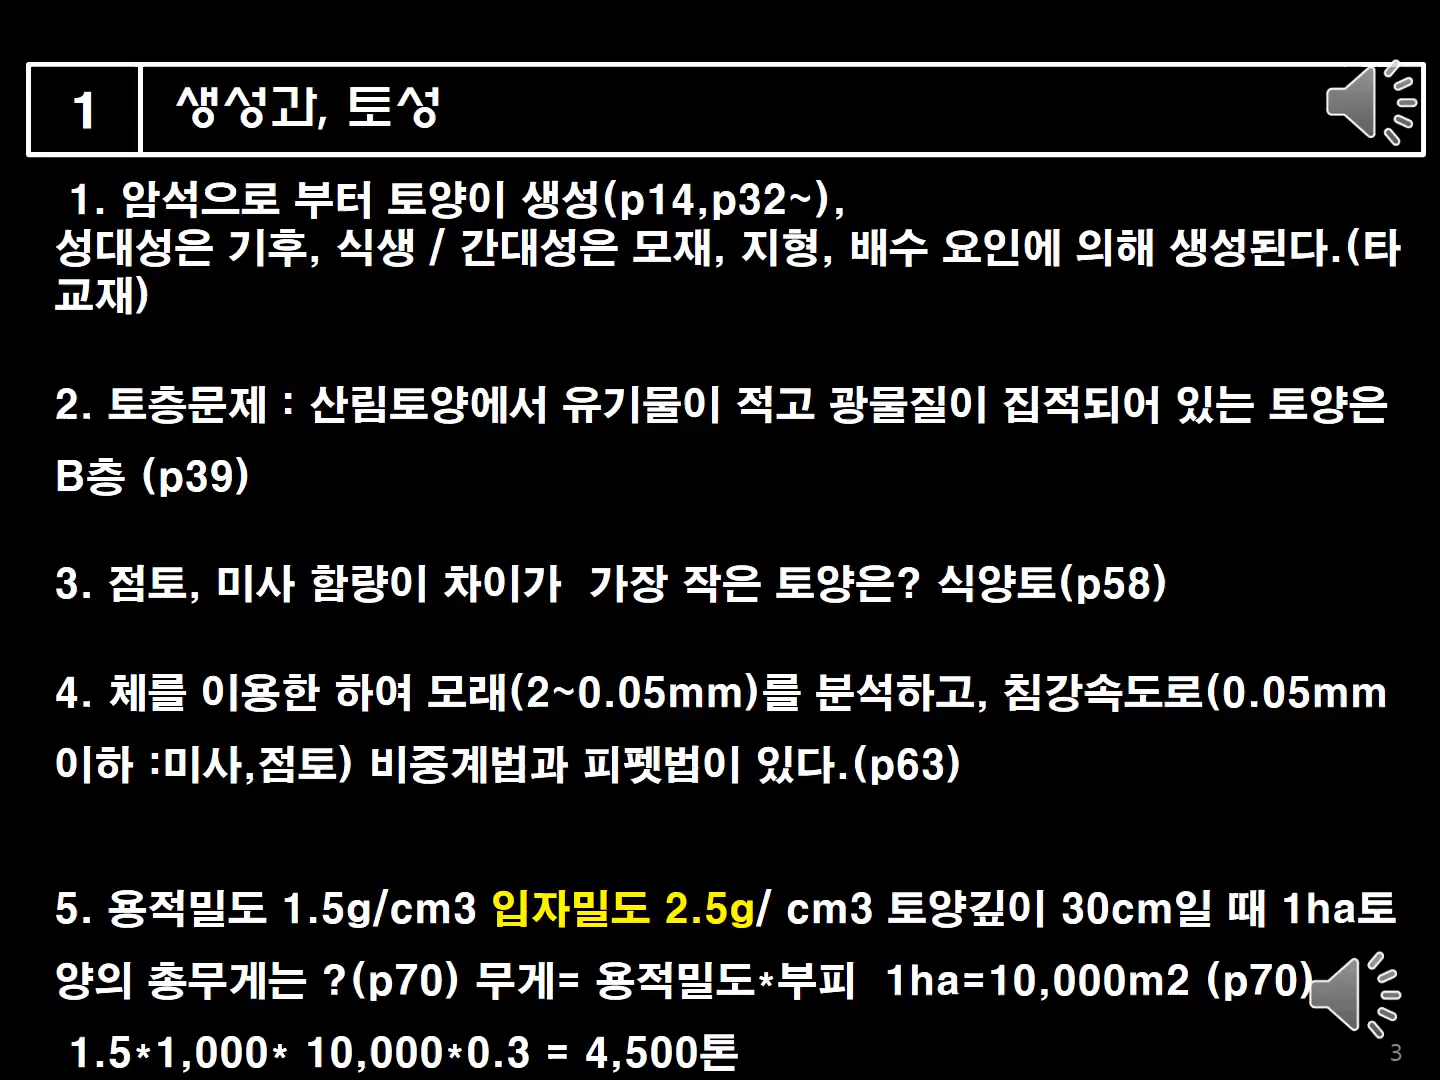 1 생성과, 토성
1. 암석으로 부터 토양이 생성(p14,p32~),
성대성은 기후, 식생 / 간대성은 모재, 지형, 배수 요인에 의해 생성된다.(타
교재)
2. 토층문제 : 산림토양에서 유기물이 적고 광물질이 집적되어 있는 토양은
B층 (p39)
3. 점토, 미사 함량이 차이가 가장 작은 토양은? 식양토(p58)
4. 체를 이용한 하여 모래(2~0.05mm)를 분석하고, 침강속도로(0.05mm
이하 :미사,점토) 비중계법과 피펫법이 있다.(p63)
5. 용적밀도 1.5g/cm3 입자밀도 2.5g/ cm3 토양깊이 30cm일 때 1ha토
양의 총무게는 ?(p70) 무게= 용적밀도*부피 1ha=10,000m2 (p70)
1.5*1,000* 10,000*0.3 = 4,500톤
3